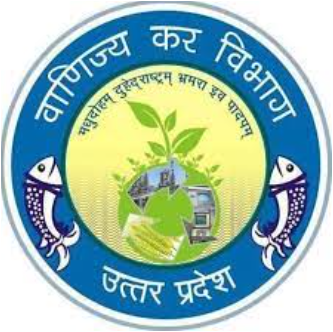 वाणिज्य कर विभाग
मधुदोहम् दुहेद्राष्ट्रम् भ्रमरा इव पादपम्
उत्तर प्रदेश